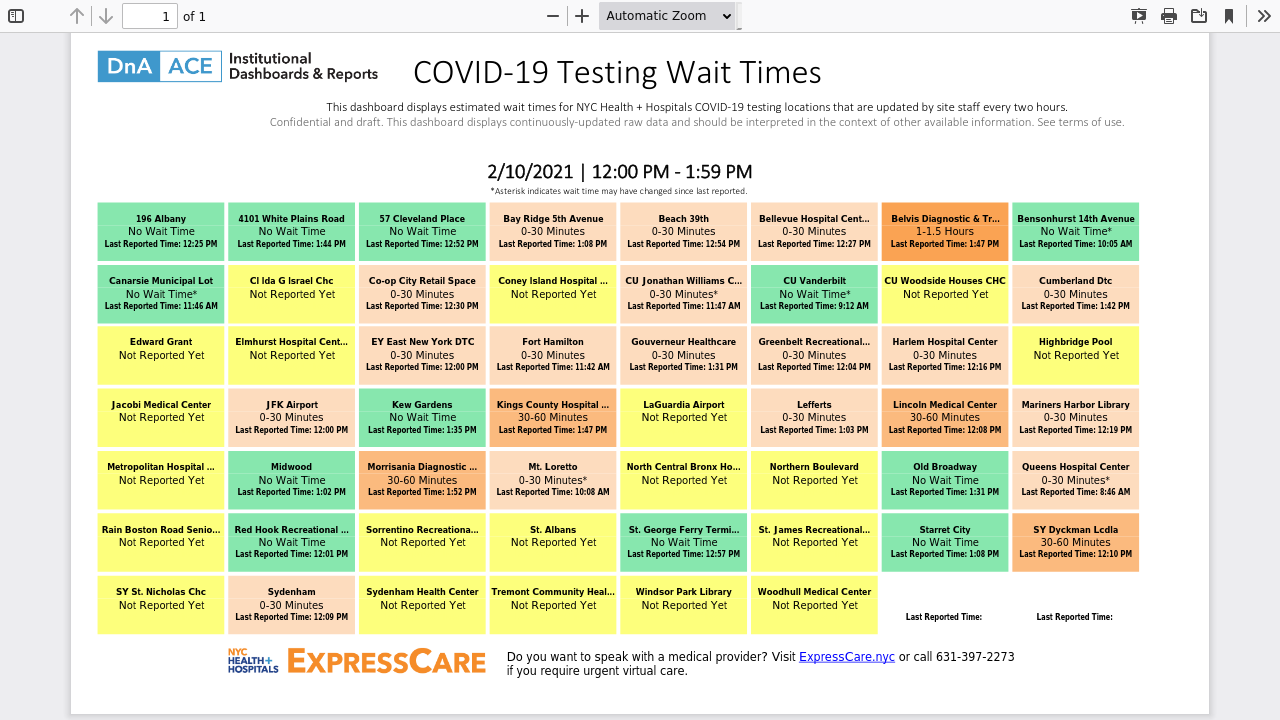 1 of 1 Automatic Zoom
DnA ACE Institutional
Dashboards & Reports
COVID-19 Testing Wait Times
This dashboard displays estimated wait times for NYC Health + Hospitals COVID-19 testing locations that are updated by site staff every two hours.
Confidential and draft. This dashboard displays continuously-updated raw data and should be interpreted in the context of other available information. See terms of use.
2/10/2021 | 12:00 PM - 1:59 PM
*Asterisk indicates wait time may have changed since last reported.
196 Albany
No Wait Time
Last Reported Time: 12:25 PM
4101 White Plains Road
No Wait Time
Last Reported Time: 1:44 PM
57 Cleveland Place
No Wait Time
Last Reported Time: 12:52 PM
Bay Ridge 5th Avenue
0-30 Minutes
Last Reported Time: 1:08 PM
Beach 39th
0-30 Minutes
Last Reported Time: 12:54 PM
Bellevue Hospital Cent...
0-30 Minutes
Last Reported Time: 12:27 PM
Belvis Diagnostic & Tr...
1-1.5 Hours
Last Reported Time: 1:47 PM
Bensonhurst 14th Avenue
No Wait Time*
Last Reported Time: 10:05 AM
Canarsie Municipal Lot
No Wait Time*
Last Reported Time: 11:46 AM
Cl Ida G Israel Chc
Not Reported Yet
Co-op City Retail Space
0-30 Minutes
Last Reported Time: 12:30 PM
Coney Island Hospital ...
Not Reported Yet
CU Jonathan Williams C...
0-30 Minutes*
Last Reported Time: 11:47 AM
CU Vanderbilt
No Wait Time*
Last Reported Time: 9:12 AM
CU Woodside Houses CHC
Not Reported Yet
Cumberland Dtc
0-30 Minutes
Last Reported Time: 1:42 PM
Edward Grant
Not Reported Yet
Elmhurst Hospital Cent...
Not Reported Yet
EY East New York DTC
0-30 Minutes
Last Reported Time: 12:00 PM
Fort Hamilton
0-30 Minutes
Last Reported Time: 11:42 AM
Gouverneur Healthcare
0-30 Minutes
Last Reported Time: 1:31 PM
Greenbelt Recreational...
0-30 Minutes
Last Reported Time: 12:04 PM
Harlem Hospital Center
0-30 Minutes
Last Reported Time: 12:16 PM
Highbridge Pool
Not Reported Yet
Jacobi Medical Center
Not Reported Yet
JFK Airport
0-30 Minutes
Last Reported Time: 12:00 PM
Kew Gardens
No Wait Time
Last Reported Time: 1:35 PM
Kings County Hospital ...
30-60 Minutes
Last Reported Time: 1:47 PM
LaGuardia Airport
Not Reported Yet
Lefferts
0-30 Minutes
Last Reported Time: 1:03 PM
Lincoln Medical Center
30-60 Minutes
Last Reported Time: 12:08 PM
Mariners Harbor Library
0-30 Minutes
Last Reported Time: 12:19 PM
Metropolitan Hospital ...
Not Reported Yet
Midwood
No Wait Time
Last Reported Time: 1:02 PM
Morrisania Diagnostic ...
30-60 Minutes
Last Reported Time: 1:52 PM
Mt. Loretto
0-30 Minutes*
Last Reported Time: 10:08 AM
North Central Bronx Ho...
Not Reported Yet
Northern Boulevard
Not Reported Yet
Old Broadway
No Wait Time
Last Reported Time: 1:31 PM
Queens Hospital Center
0-30 Minutes*
Last Reported Time: 8:46 AM
Rain Boston Road Senio...
Not Reported Yet
Red Hook Recreational ...
No Wait Time
Last Reported Time: 12:01 PM
Sorrentino Recreationa...
Not Reported Yet
St. Albans
Not Reported Yet
St. George Ferry Termi...
No Wait Time
Last Reported Time: 12:57 PM
St. James Recreational...
Not Reported Yet
Starret City
No Wait Time
Last Reported Time: 1:08 PM
SY Dyckman Lcdla
30-60 Minutes
Last Reported Time: 12:10 PM
SY St. Nicholas Chc
Not Reported Yet
Sydenham
0-30 Minutes
Last Reported Time: 12:09 PM
Sydenham Health Center
Not Reported Yet
Tremont Community Heal...
Not Reported Yet
Windsor Park Library
Not Reported Yet
Woodhull Medical Center
Not Reported Yet
Last Reported Time:
Last Reported Time:
NYC
HEALTH+
HOSPITALS
EXPRESSCARE
Do you want to speak with a medical provider? Visit ExpressCare.nyc or call 631-397-2273
if you require urgent virtual care.